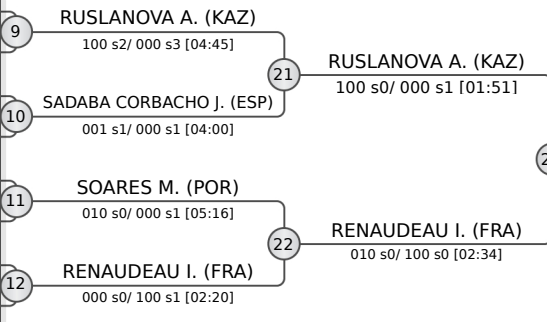 RUSLANOVA A. (KAZ)
9
100 s2/ 000 s3 [04:45]
21
RUSLANOVA A. (KAZ)
100 s0/ 000 s1 [01:51]
SADABA CORBACHO J. (ESP)
10
001 s1/ 000 s1 [04:00]
SOARES M. (POR)
11
010 s0/ 000 s1 [05:16]
22
RENAUDEAU I. (FRA)
010 s0/ 100 s0 [02:34]
RENAUDEAU I. (FRA)
12
000 s0/ 100 s1 [02:20]